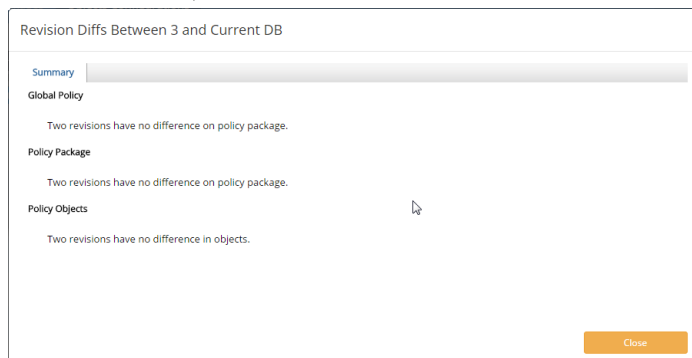 Revision Diffs Between 3 and Current DB
Summary
Global Policy
Two revisions have no difference on policy package.
Policy Package
Two revisions have no difference on policy package.
Policy Objects
Two revisions have no difference in objects.
Close